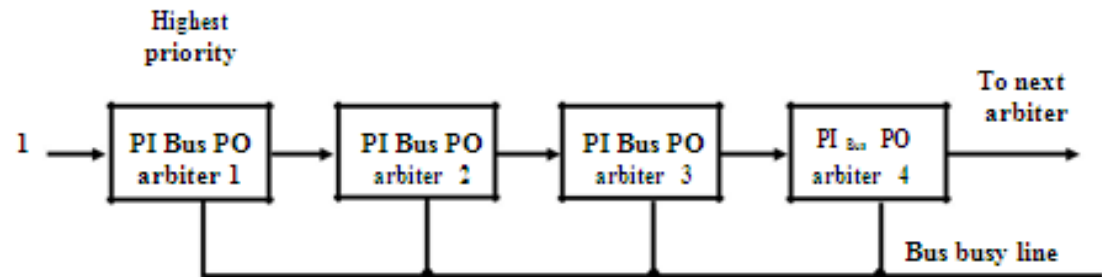 Highest
priority
To next
arbiter
1
PI Bus PO
arbiter 1
PI Bus PO
arbiter 2
PI Bus PO
arbiter 3
PI Bus PO
arbiter 4
Bus busy line